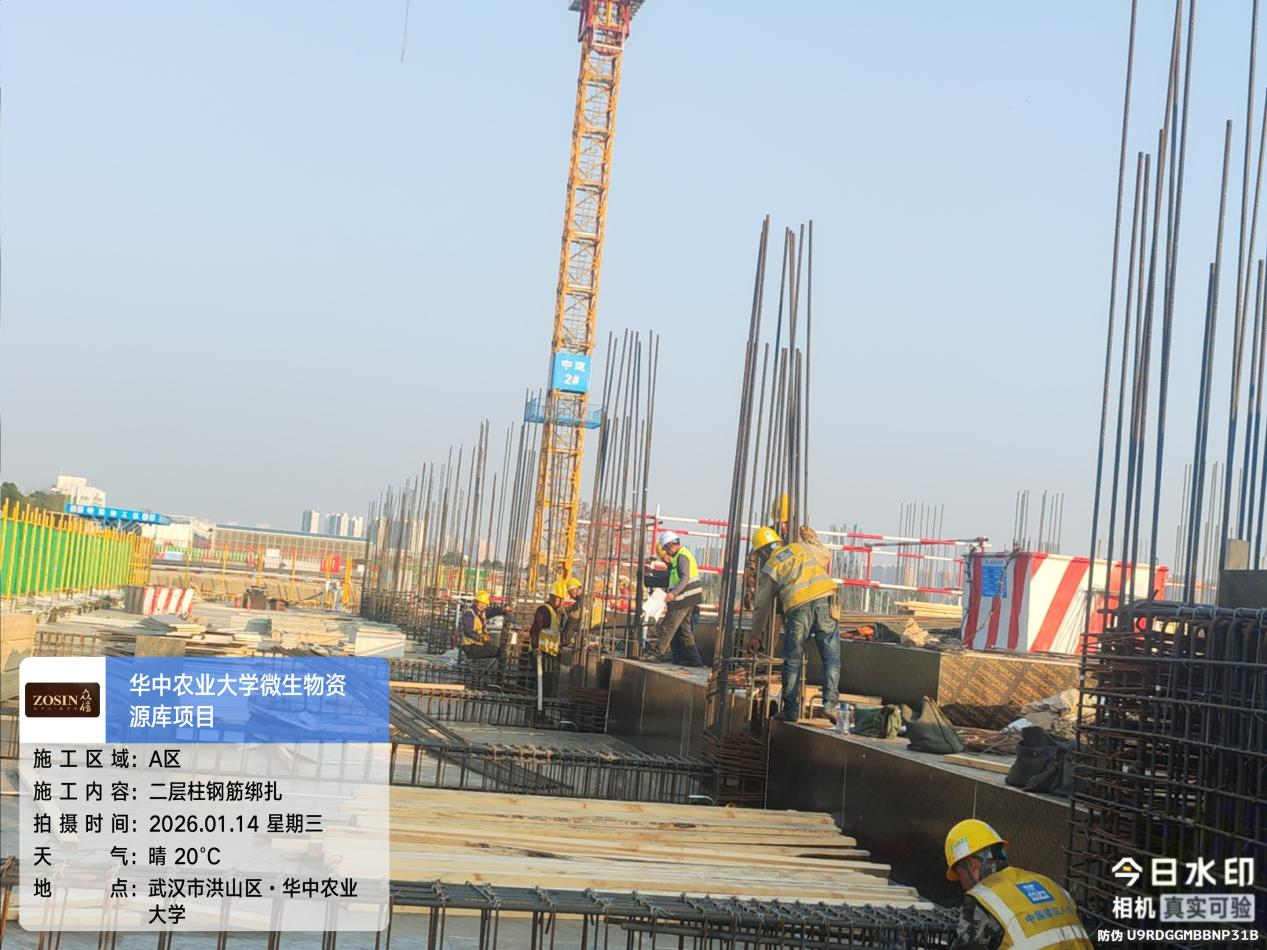 中建
2#
ZOSIN
众信
华中农业大学微生物资
源库项目
施工区域：A区
施工内容：二层柱钢筋绑扎
拍摄时间：2026.01.14 星期三
天气：晴 20°C
地点：武汉市洪山区·华中农业
大学
今日水印
相机 真实可验
防伪 U9RDGGMBBNP31B